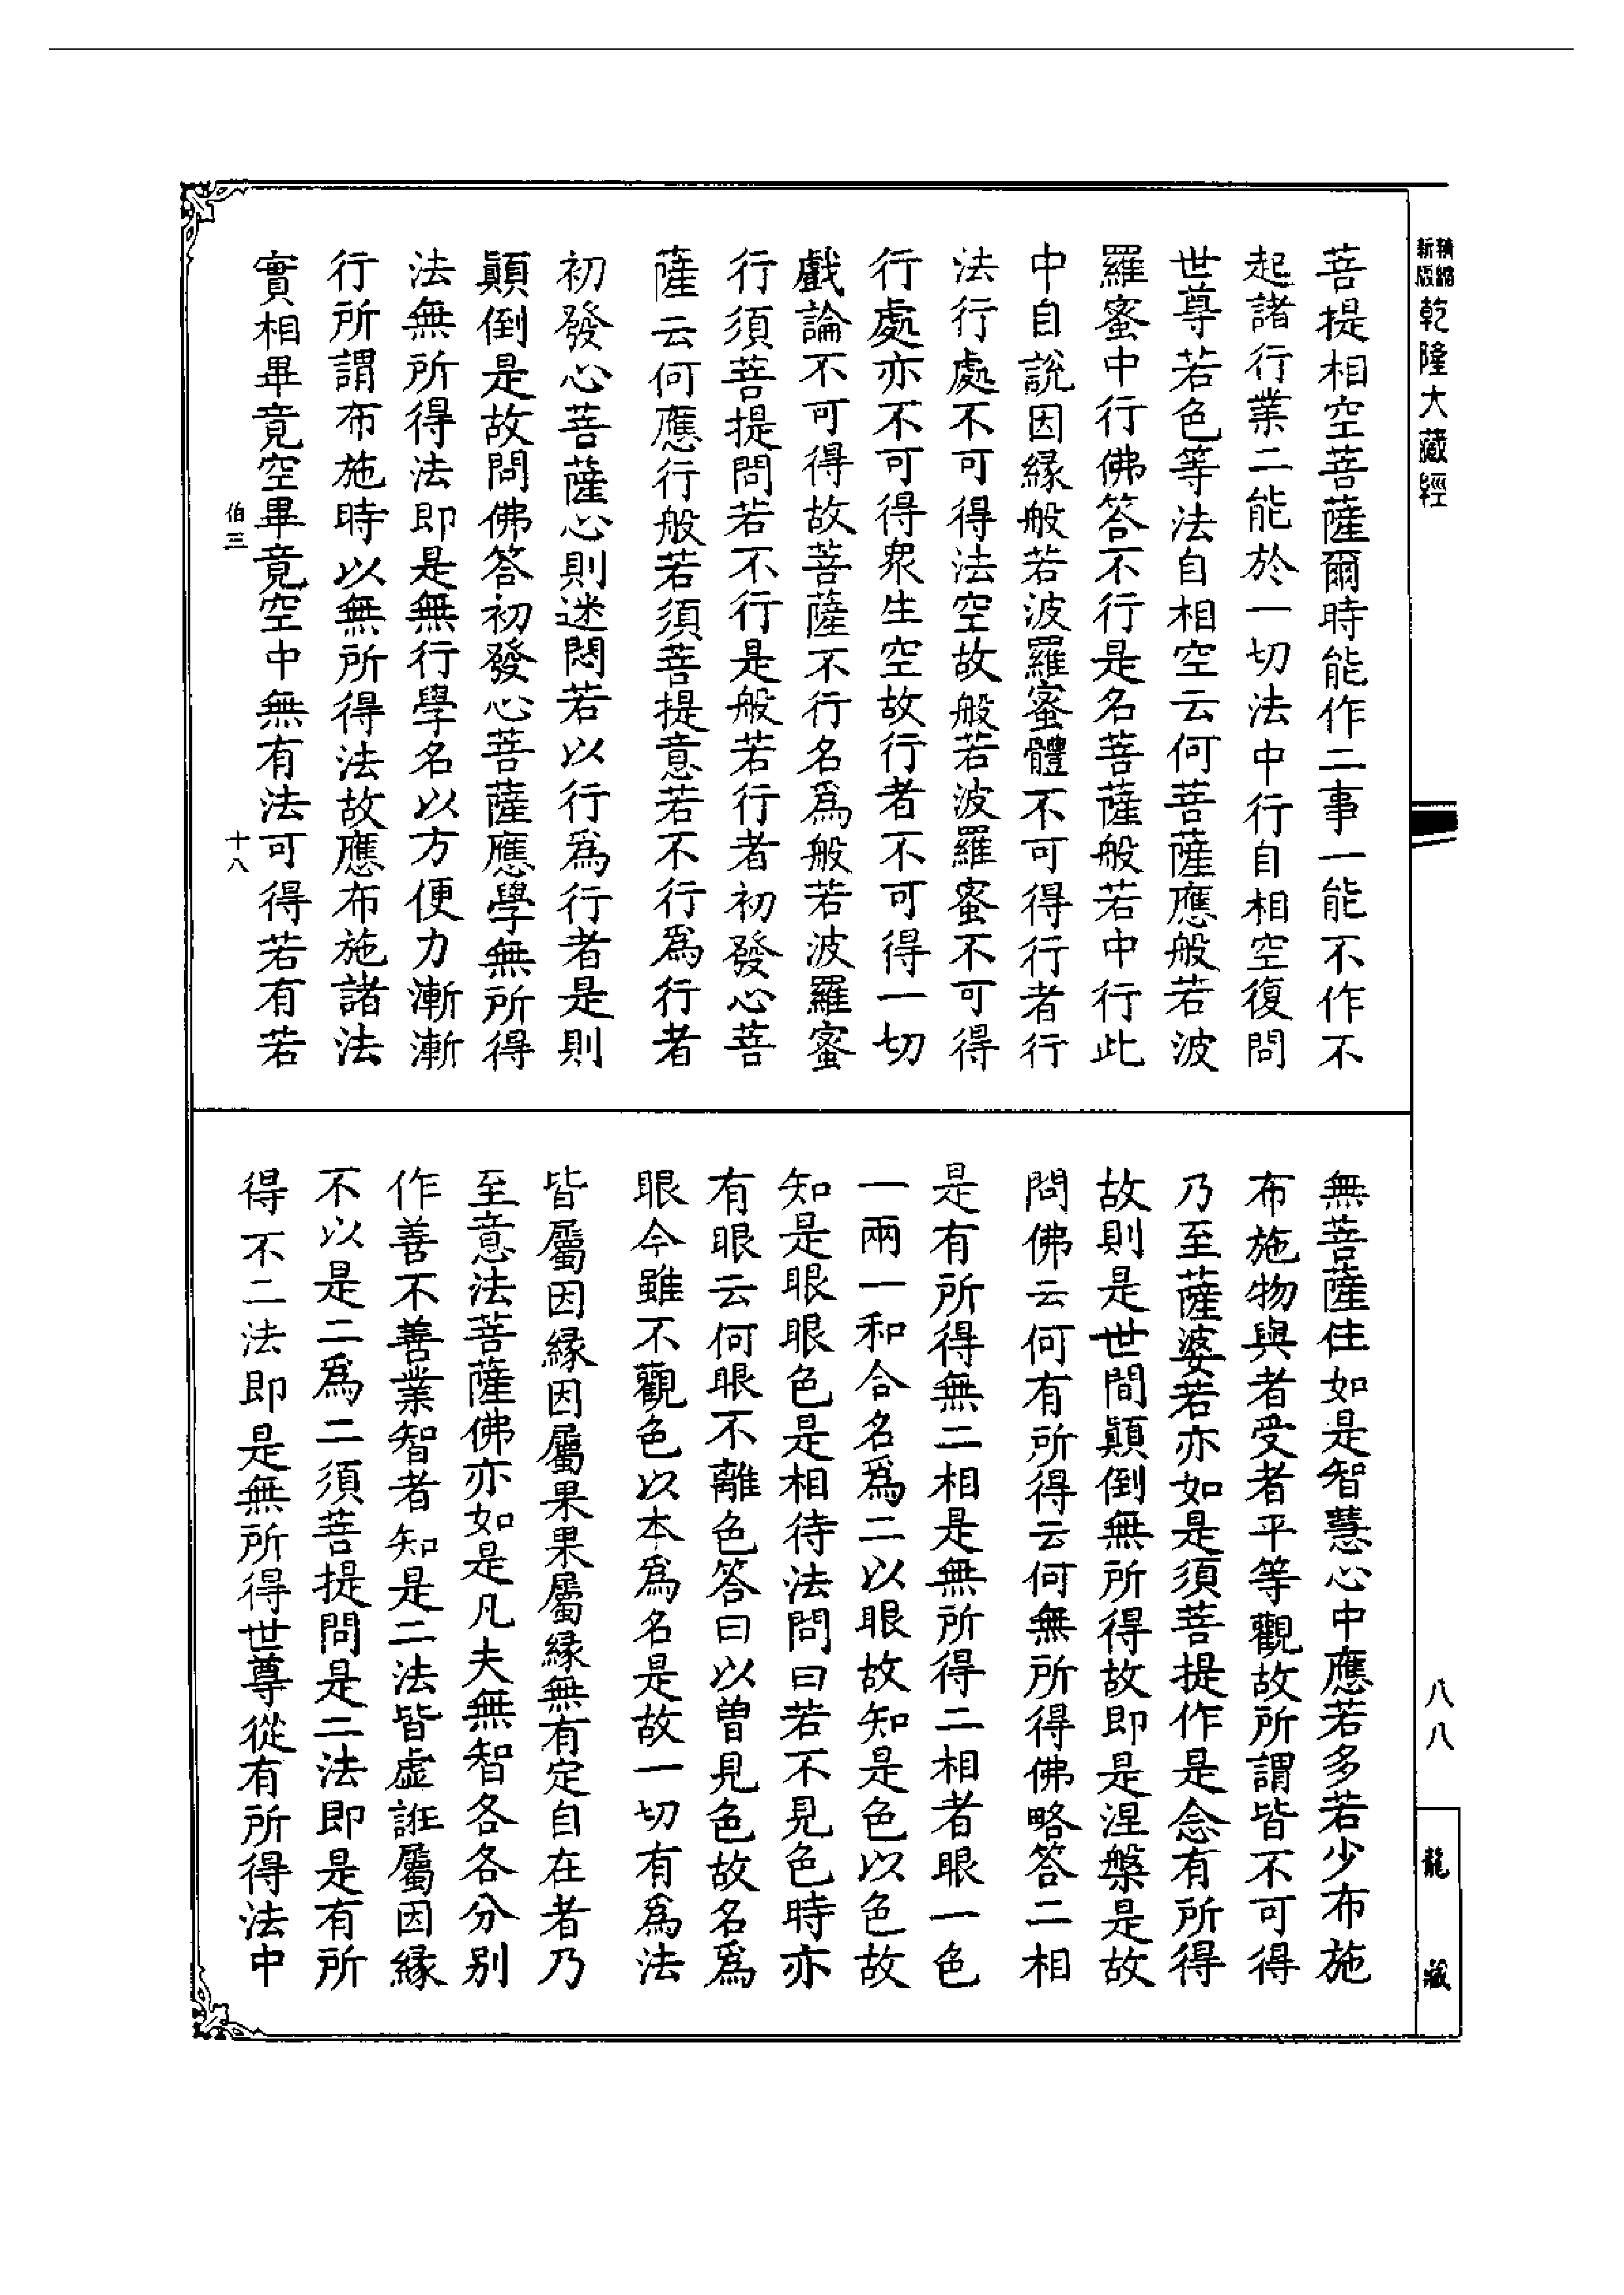 精縮
新版
乾隆大藏經
菩提相空菩薩爾時能作二事一能不作不
起諸行業二能於一切法中行自相空復問
世尊若色等法自相空云何菩薩應般若波
羅蜜中行佛答不行是名菩薩般若中行此
中自說因緣般若波羅蜜體不可得行者行
法行處不可得法空故般若波羅蜜不可得
行處亦不可得衆生空故行者不可得一切
戲論不可得故菩薩不行名爲般若波羅蜜
行須菩提問若不行是般若行者初發心菩
薩云何應行般若須菩提意若不行爲行者
初發心菩薩心則迷悶若以行爲行者是則
顛倒是故問佛佛答初發心菩薩應學無所得
法無所得法即是無行學名以方便力漸漸
行所謂布施時以無所得法故應布施諸法
實相畢竟空畢竟空中無有法可得若有若
伯三
十八
無菩薩住如是智慧心中應若多若少布施
布施物與者受者平等觀故所謂皆不可得
乃至薩婆若亦如是須菩提作是念有所得
故則是世間顛倒無所得故即是涅槃是故
問佛云何有所得云何無所得佛略答二相
是有所得無二相是無所得二相者眼一色
一兩一和合名爲二以眼故知是色以色故
知是眼眼色是相待法問曰若不見色時亦
有眼云何眼不離色答曰以曾見色故名爲
眼今雖不觀色以本爲名是故一切有爲法
皆屬因緣因屬果果屬緣無有定自在者乃
至意法菩薩佛亦如是凡夫無智各各分別
作善不善業智者知是二法皆虛誑屬因緣
不以是二爲二須菩提問是二法即是有所
得不二法即是無所得世尊從有所得法中
八八
龍藏